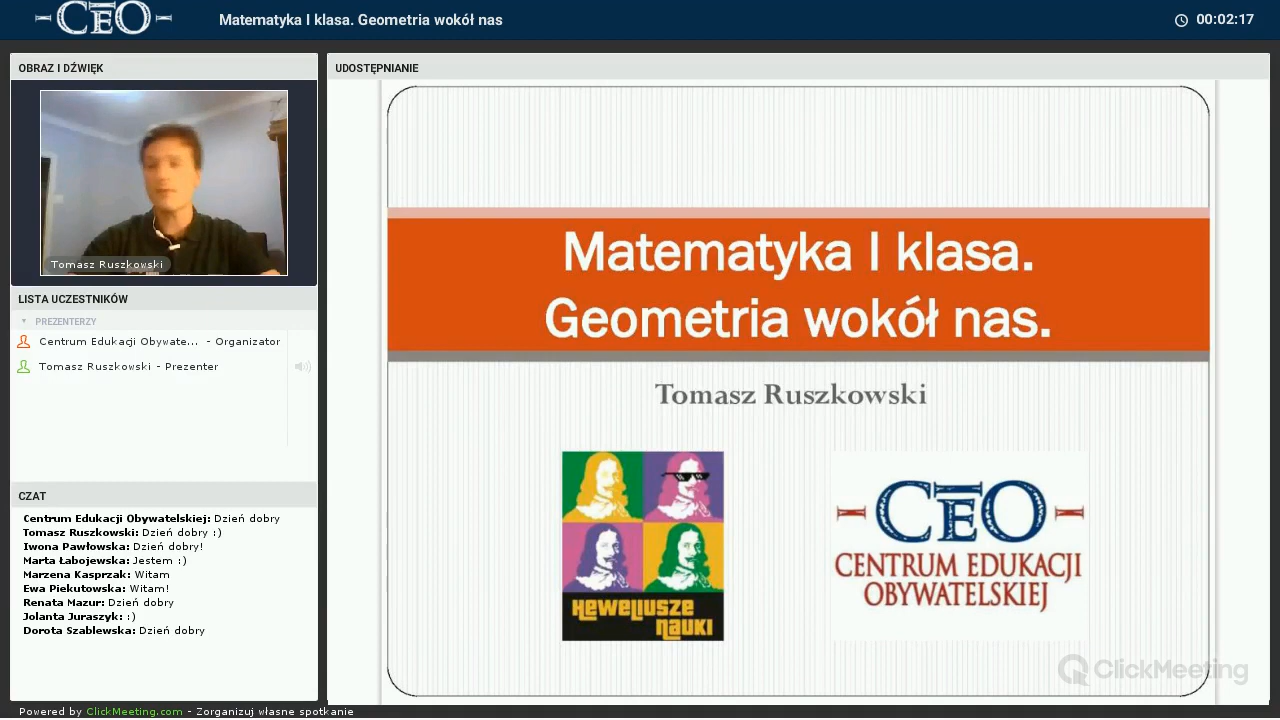 CEO
Matematyka I klasa. Geometria wokół nas
00:02:17
OBRAZ I DŹWIĘK
Tomasz Ruszkowski
LISTA UCZESTNIKÓW
PREZENTERZY
Centrum Edukacji Obywate... - Organizator
Tomasz Ruszkowski - Prezenter
CZAT
Centrum Edukacji Obywatelskiej: Dzień dobry
Tomasz Ruszkowski: Dzień dobry :)
Iwona Pawłowska: Dzień dobry!
Marta Łabojewska: Jestem :)
Marzena Kasprzak: Witam
Ewa Piekutowska: Witam!
Renata Mazur: Dzień dobry
Jolanta Juraszyk: :)
Dorota Szablewska: Dzień dobry
Powered by ClickMeeting.com - Zorganizuj własne spotkanie
UDOSTĘPNIANIE
Matematyka I klasa.
Geometria wokół nas.
Tomasz Ruszkowski
HEWELIUSZE
NAUKI
CEO
CENTRUM EDUKACJI
OBYWATELSKIEJ
ClickMeeting